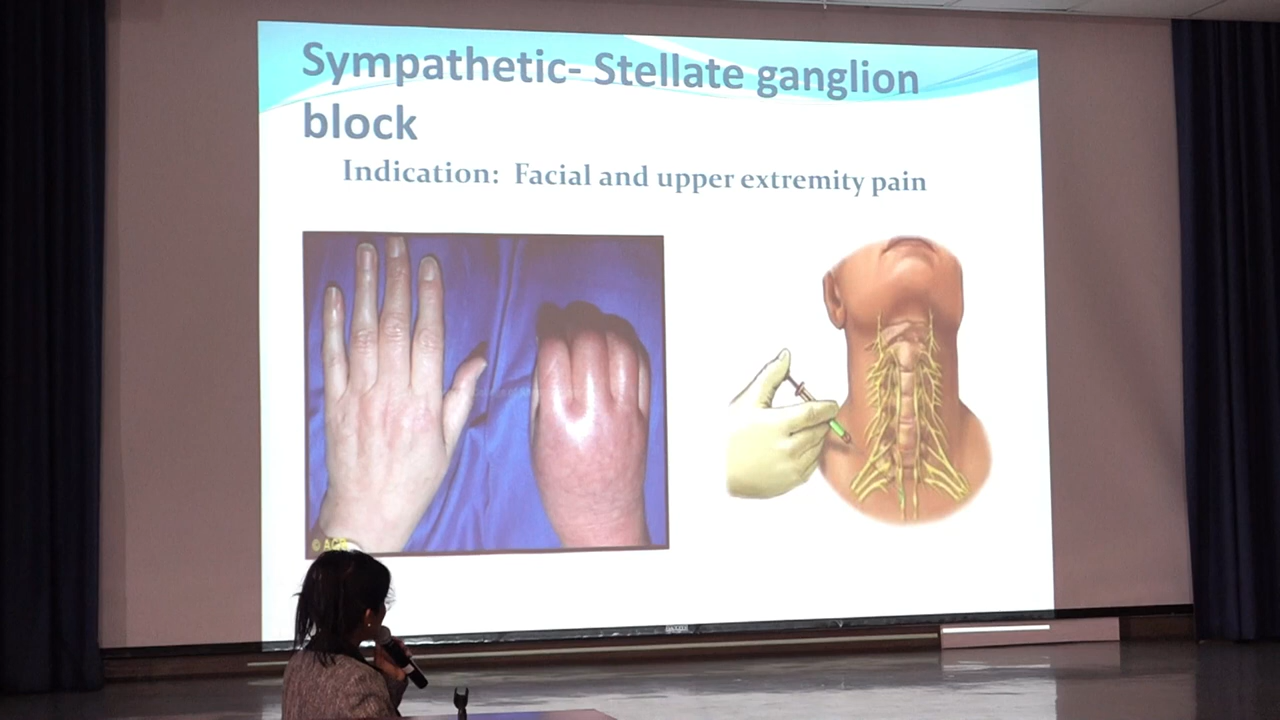 Sympathetic- Stellate ganglion
block
Indication: Facial and upper extremity pain